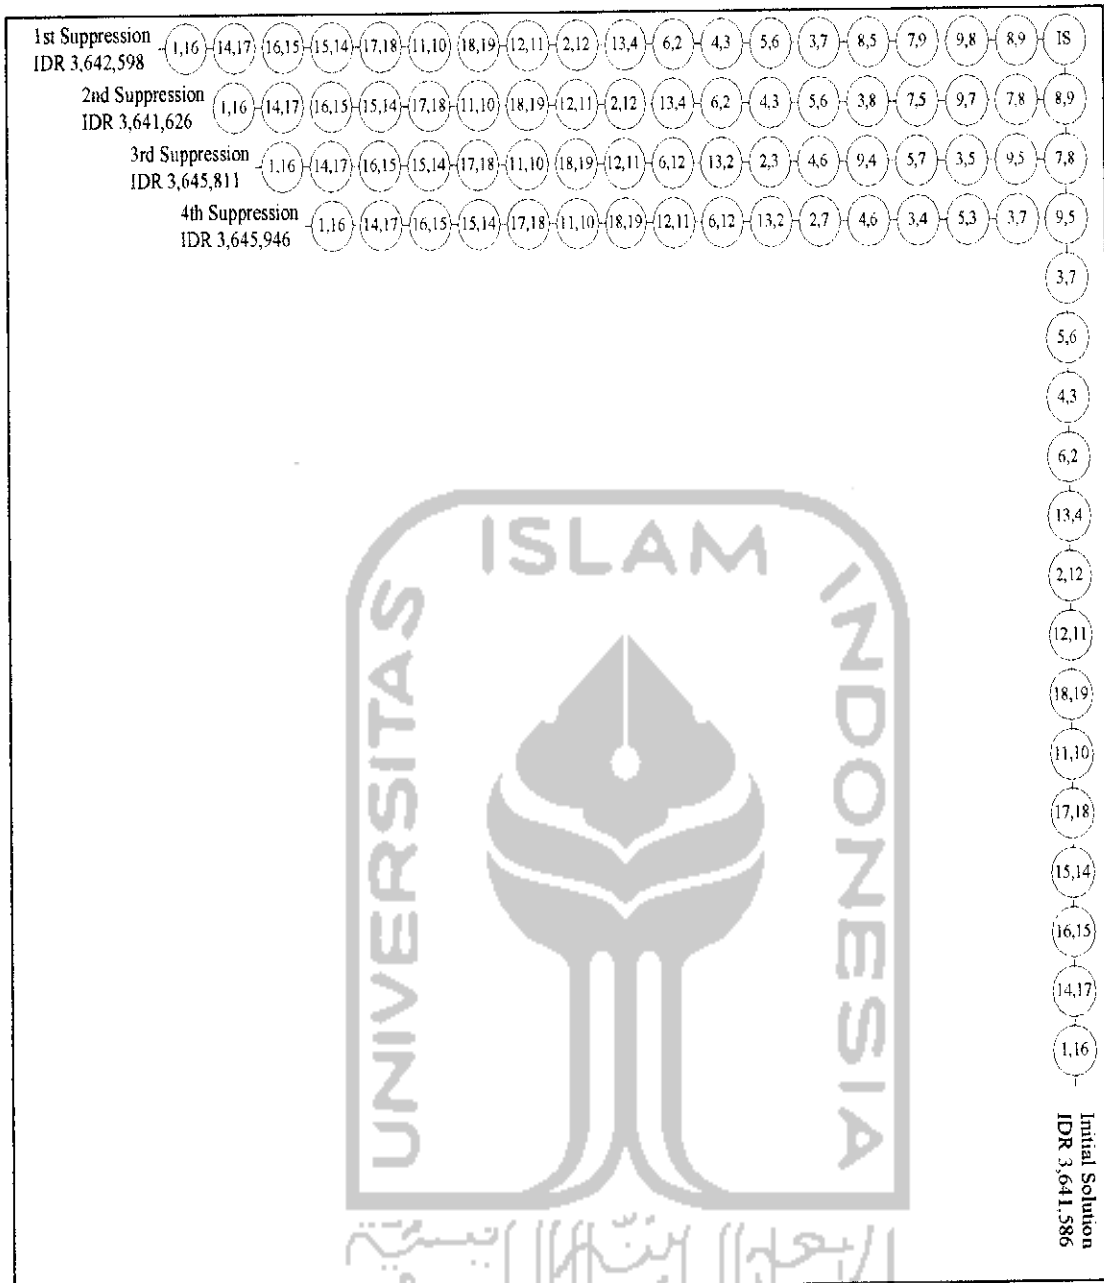 1st Suppression 1,16 14,17 16,15 15,14 17,18 11,10 18,19 12,11 2,12 13,4 6,2 4,3 5,6 3,7 8,5 7,9 9,8 8,9 IS
IDR 3,642,598
2nd Suppression 1,16 14,17 16,15 15,14 17,18 11,10 18,19 12,11 2,12 13,4 6,2 4,3 5,6 3,8 7,5 9,7 7,8 8,9
IDR 3,641,626
3rd Suppression 1,16 14,17 16,15 15,14 17,18 11,10 18,19 12,11 6,12 13,2 2,3 4,6 9,4 5,7 3,5 9,5 7,8
IDR 3,645,811
4th Suppression 1,16 14,17 16,15 15,14 17,18 11,10 18,19 12,11 6,12 13,2 2,7 4,6 3,4 5,3 3,7 9,5
IDR 3,645,946
3,7
5,6
4,3
6,2
13,4
2,12
12,11
18,19
11,10
17,18
15,14
16,15
14,17
1,16
Initial Solution
IDR 3,641,586
UNIVERSITAS
ISLAM
INDONESIA